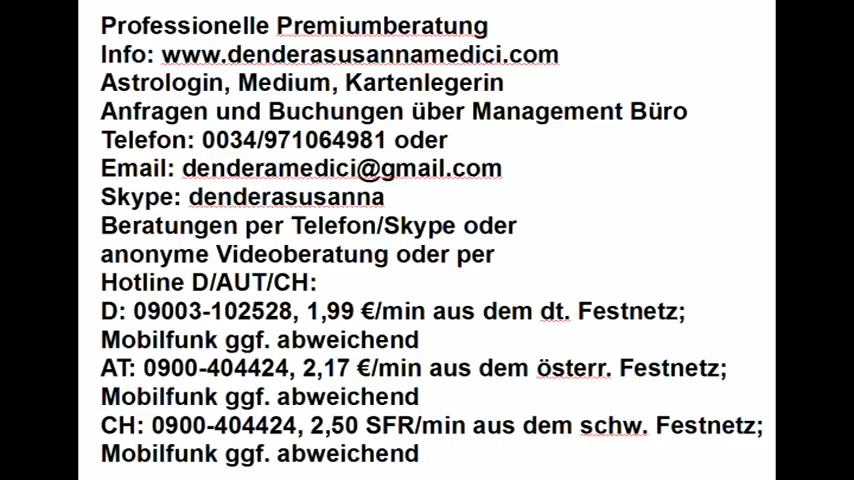 Professionelle Premiumberatung
Info: www.denderasusannamedici.com
Astrologin, Medium, Kartenlegerin
Anfragen und Buchungen über Management Büro
Telefon: 0034/971064981 oder
Email: denderamedici@gmail.com
Skype: denderasusanna
Beratungen per Telefon/Skype oder
anonyme Videoberatung oder per
Hotline D/AUT/CH:
D: 09003-102528, 1,99 €/min aus dem dt. Festnetz;
Mobilfunk ggf. abweichend
AT: 0900-404424, 2,17 €/min aus dem österr. Festnetz;
Mobilfunk ggf. abweichend
CH: 0900-404424, 2,50 SFR/min aus dem schw. Festnetz;
Mobilfunk ggf. abweichend